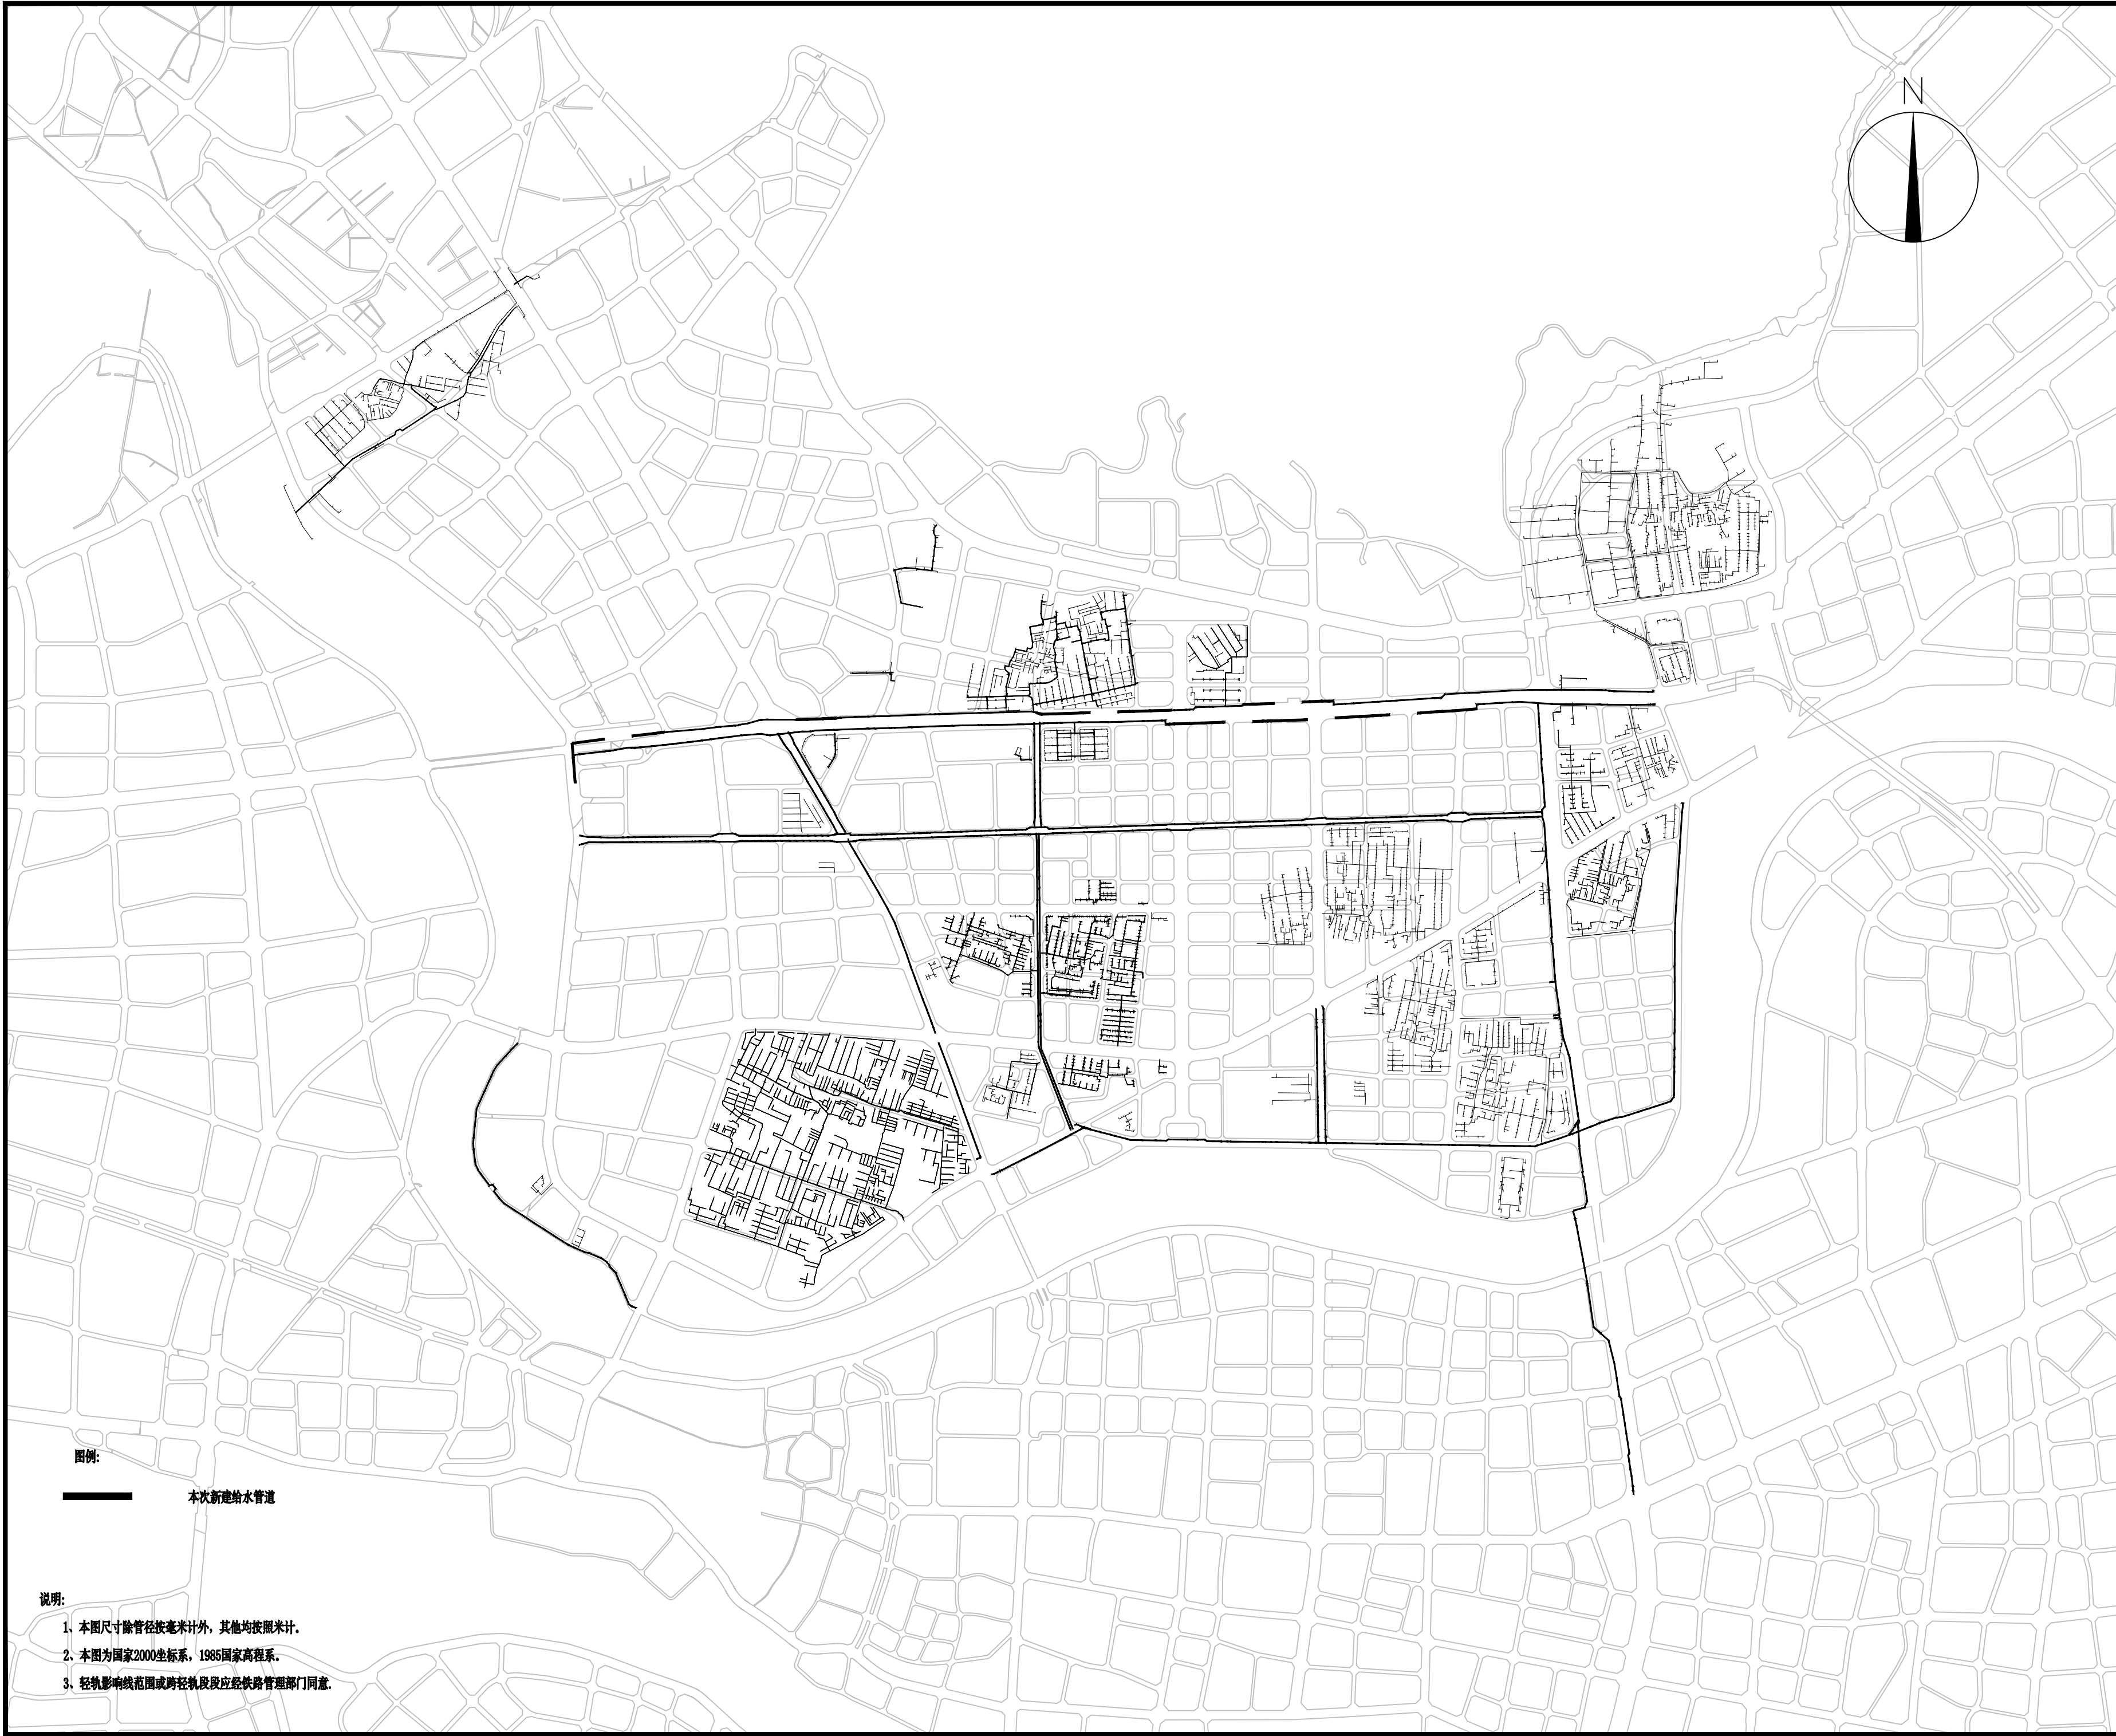 N
图例:
本次新建给水管道
说明:
1、本图尺寸除管径按毫米计外，其他均按照米计。
2、本图为国家2000坐标系，1985国家高程系。
3、轻轨影响线范围或跨轻轨段段应经铁路管理部门同意.